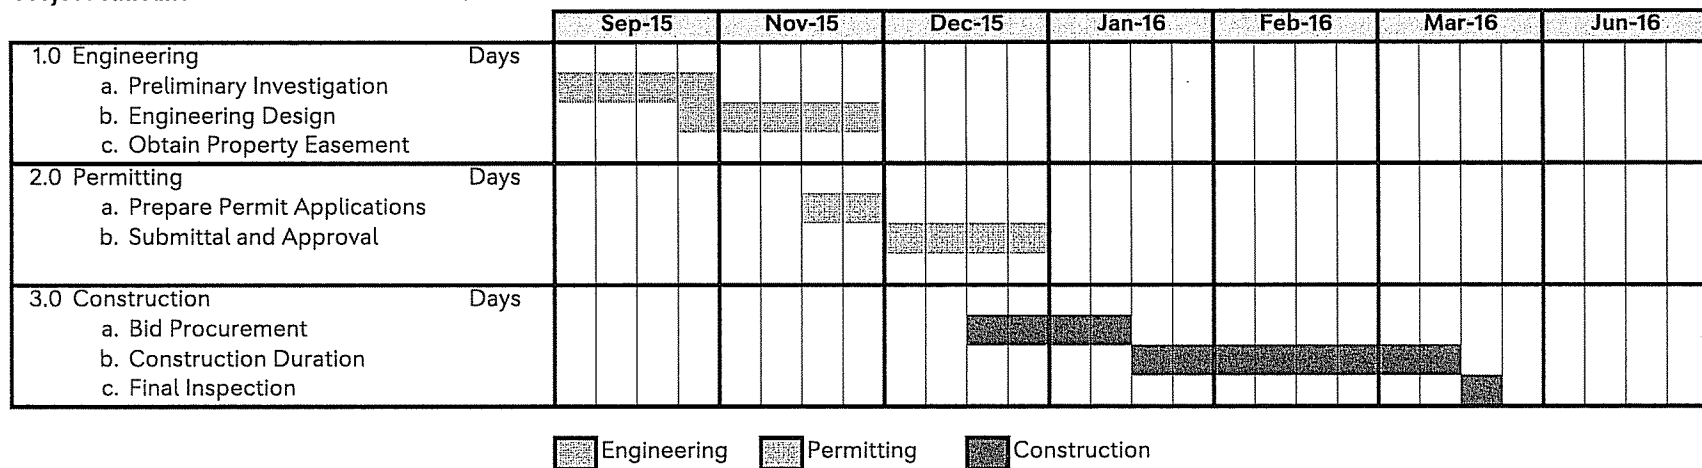 Sep-15 Nov-15 Dec-15 Jan-16 Feb-16 Mar-16 Jun-16
1.0 Engineering Days
a. Preliminary Investigation
b. Engineering Design
c. Obtain Property Easement
2.0 Permitting Days
a. Prepare Permit Applications
b. Submittal and Approval
3.0 Construction Days
a. Bid Procurement
b. Construction Duration
c. Final Inspection
Engineering Permitting Construction